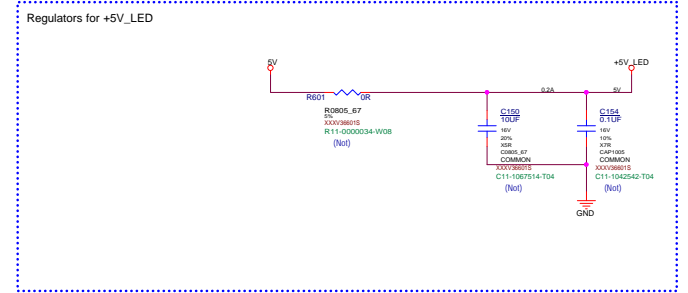 Regulators for +5V_LED
5V
+5V_LED
R601
0R
0.2A
5V
R0805_67
5%
XXXV36601S
R11-0000034-W08
(Not)
C150
10UF
16V
20%
X5R
C0805_67
COMMON
XXXV36601S
C11-1067514-T04
(Not)
C154
0.1UF
16V
10%
X7R
CAP1005
COMMON
XXXV36601S
C11-1042542-T04
(Not)
GND